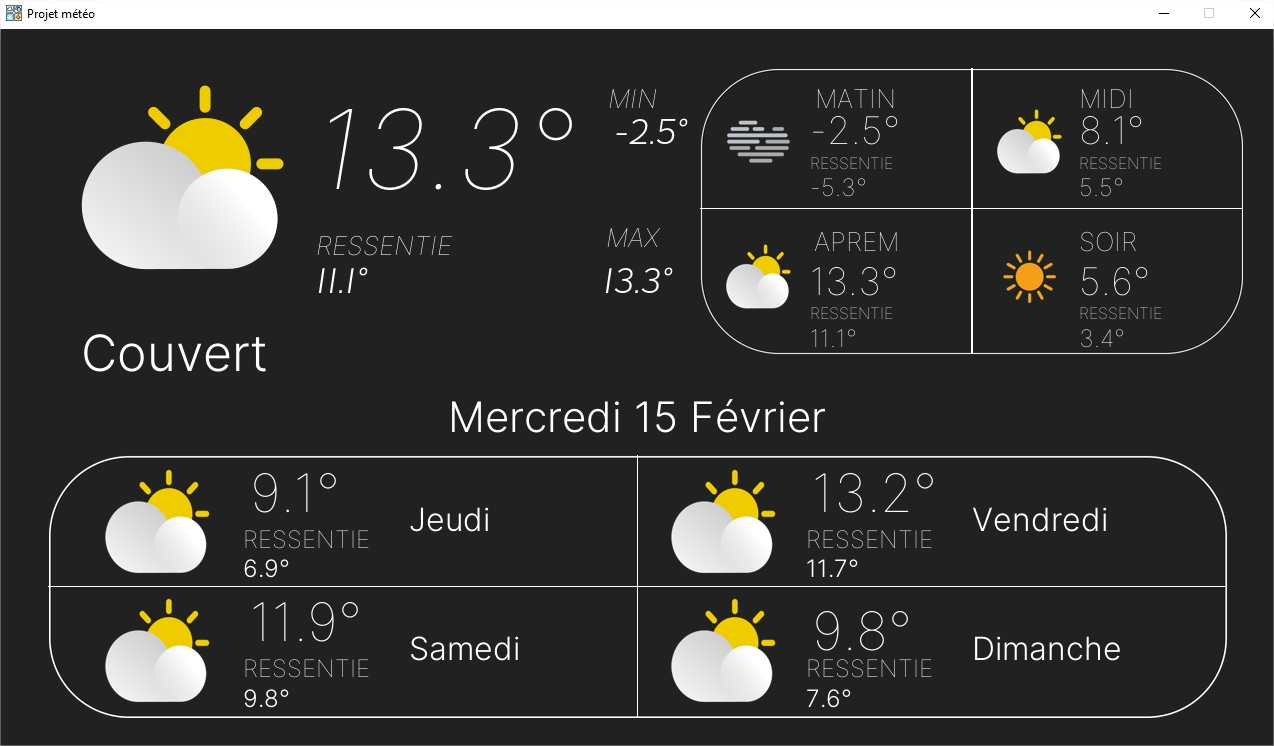 Projet météo
13.3°
MIN
-2.5°
RESSENTIE
11.1°
MAX
13.3°
Couvert
MATIN
-2.5°
RESSENTIE
-5.3°
MIDI
8.1°
RESSENTIE
5.5°
APREM
13.3°
RESSENTIE
11.1°
SOIR
5.6°
RESSENTIE
3.4°
Mercredi 15 Février
9.1°
RESSENTIE
6.9°
Jeudi
13.2°
RESSENTIE
11.7°
Vendredi
11.9°
RESSENTIE
9.8°
Samedi
9.8°
RESSENTIE
7.6°
Dimanche